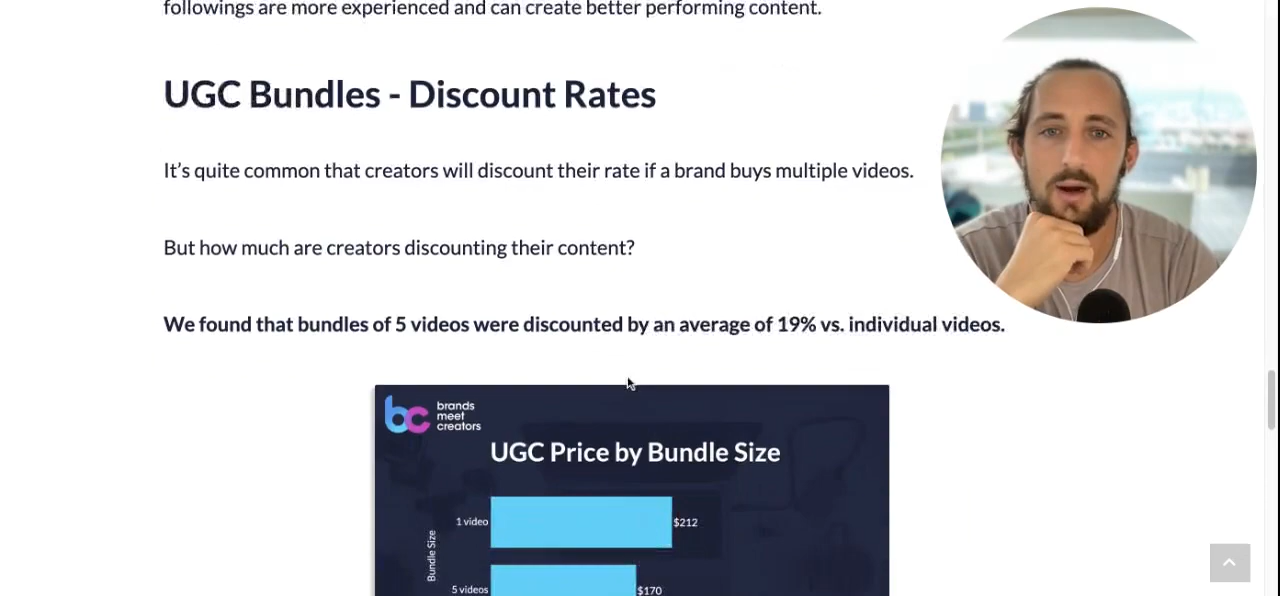 followings are more experienced and can create better performing content.
UGC Bundles - Discount Rates
It’s quite common that creators will discount their rate if a brand buys multiple videos.
But how much are creators discounting their content?
We found that bundles of 5 videos were discounted by an average of 19% vs. individual videos.
bc
brands
meet
creators
UGC Price by Bundle Size
Bundle Size
1 video
$212
5 videos
$170